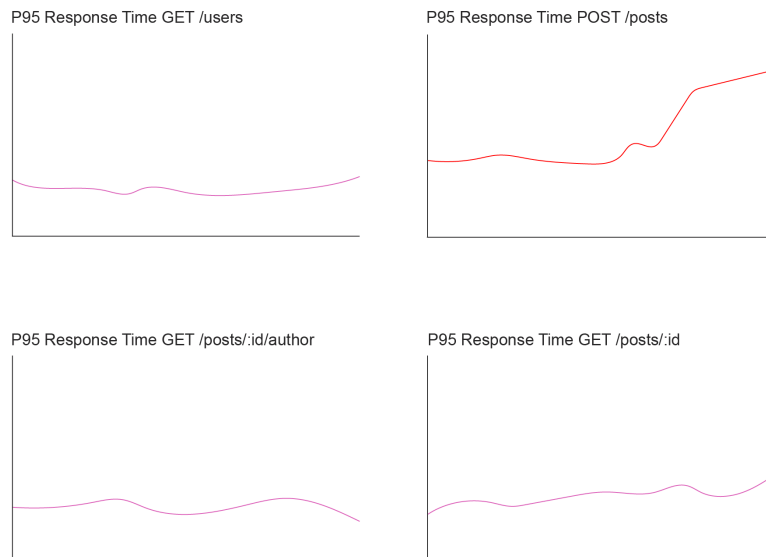 P95 Response Time GET /users
P95 Response Time POST /posts
P95 Response Time GET /posts/:id/author
P95 Response Time GET /posts/:id